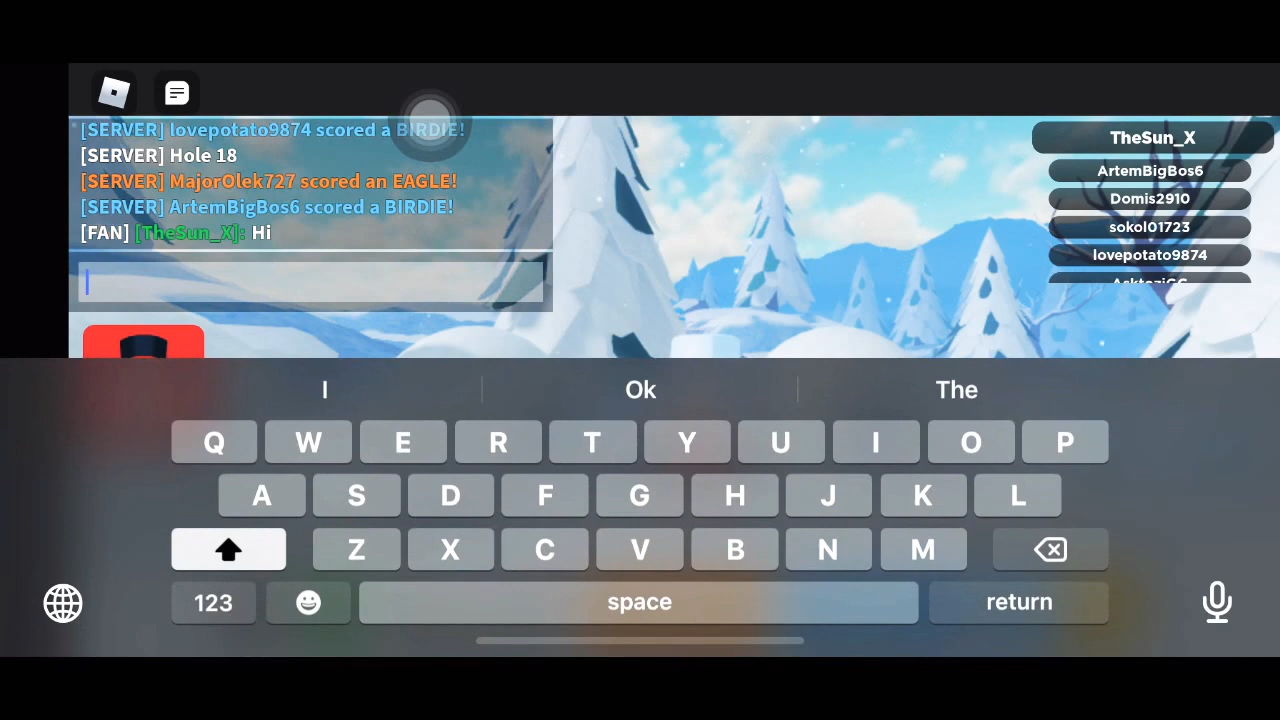 [SERVER] lovepotato9874 scored a BIRDIE!
[SERVER] Hole 18
[SERVER] MajorOlek727 scored an EAGLE!
[SERVER] ArtemBigBos6 scored a BIRDIE!
[FAN] [TheSun_X]: Hi
TheSun_X
ArtemBigBos6
Domis2910
sokol01723
lovepotato9874
I Ok The
Q W E R T Y U I O P
A S D F G H J K L
Z X C V B N M
123 space return